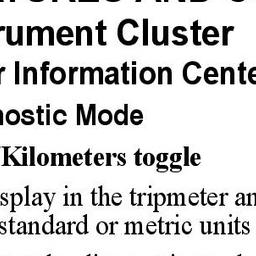 rument Cluster
r Information Cente
nostic Mode
/Kilometers toggle
splay in the tripmeter an
standard or metric units